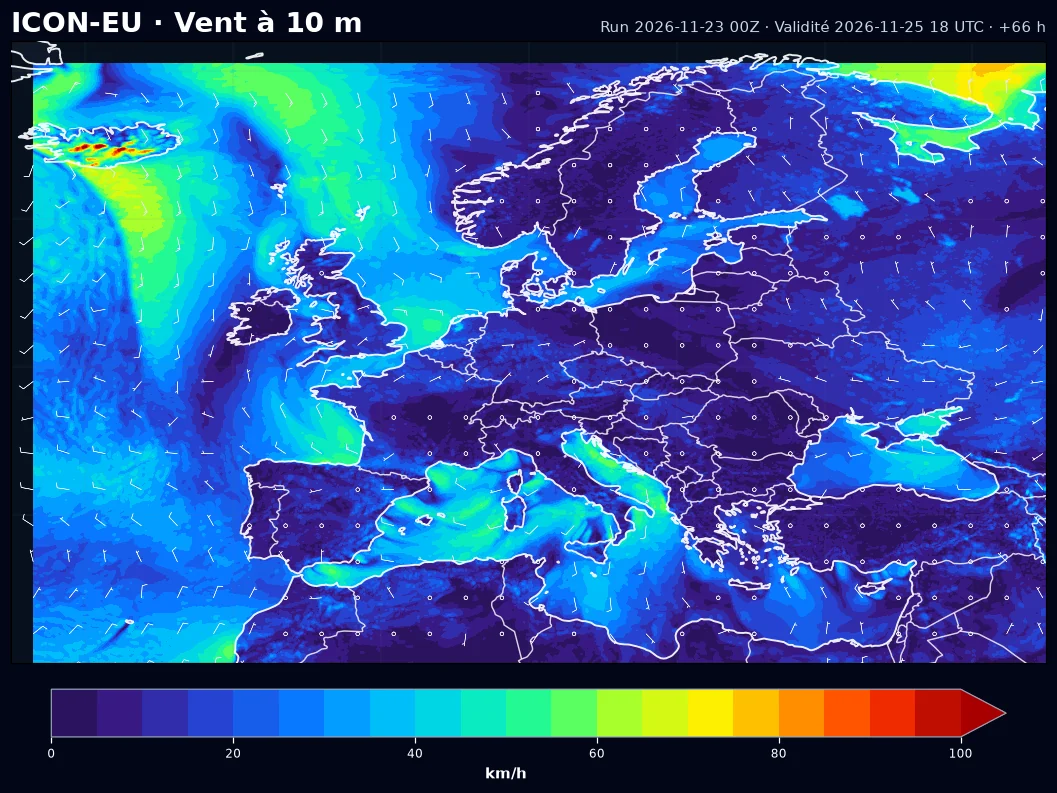 ICON-EU · Vent à 10 m
Run 2026-11-23 00Z · Validité 2026-11-25 18 UTC · +66 h
0 20 40 60 80 100
km/h